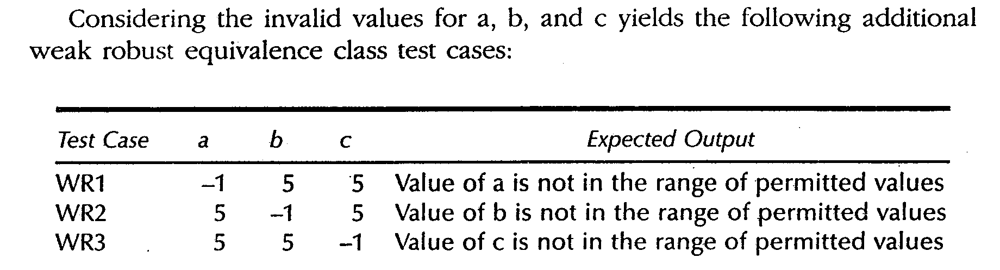 Considering the invalid values for a, b, and c yields the following additional
weak robust equivalence class test cases:
Test Case a b c Expected Output
WR1 –1 5 5 Value of a is not in the range of permitted values
WR2 5 –1 5 Value of b is not in the range of permitted values
WR3 5 5 –1 Value of c is not in the range of permitted values